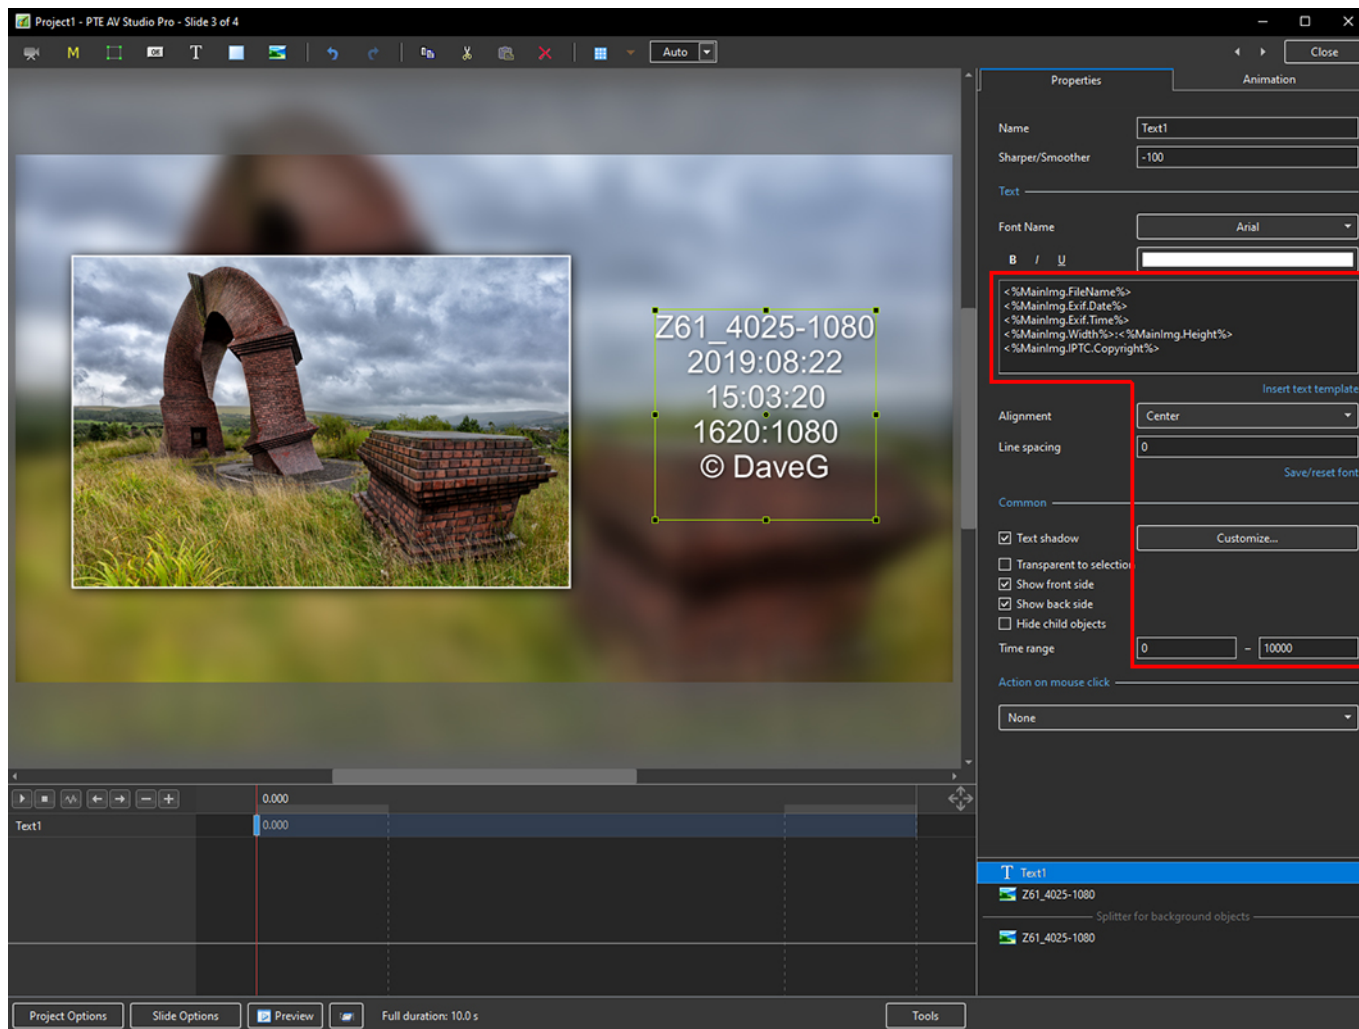 Project1 - PTE AV Studio Pro - Slide 3 of 4
M OK T Auto Close
Properties Animation
Name Text1
Sharper/Smoother -100
Text
Font Name Arial
B I U
<%MainImg.FileName%>
<%MainImg.Exif.Date%>
<%MainImg.Exif.Time%>
<%MainImg.Width%>:<%MainImg.Height%>
<%MainImg.IPTC.Copyright%>
Insert text template
Alignment Center
Line spacing 0
Save/reset font
Common
Text shadow Customize...
Transparent to selection
Show front side
Show back side
Hide child objects
Time range 0 - 10000
Action on mouse click
None
Z61_4025-1080
2019:08:22
15:03:20
1620:1080
© DaveG
0.000
Text1 0.000
T Text1
Z61_4025-1080
Splitter for background objects
Z61_4025-1080
Project Options Slide Options Preview Full duration: 10.0 s Tools